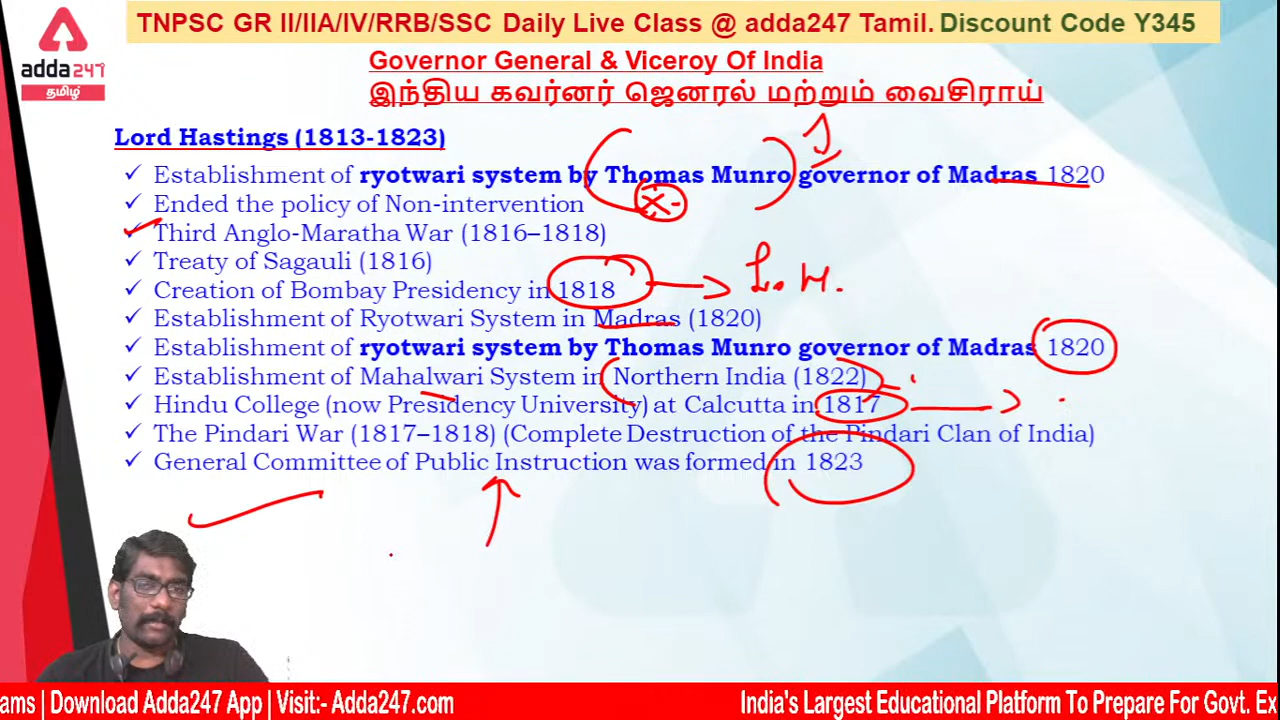 TNPSC GR II/IIA/IV/RRB/SSC Daily Live Class @ adda247 Tamil. Discount Code Y345
adda247
தமிழ்
Governor General & Viceroy Of India
இந்திய கவர்னர் ஜெனரல் மற்றும் வைசிராய்
Lord Hastings (1813-1823)
✓ Establishment of ryotwari system by Thomas Munro governor of Madras 1820
✓ Ended the policy of Non-intervention
✓ Third Anglo-Maratha War (1816–1818)
✓ Treaty of Sagauli (1816)
✓ Creation of Bombay Presidency in 1818
L. H.
✓ Establishment of Ryotwari System in Madras (1820)
✓ Establishment of ryotwari system by Thomas Munro governor of Madras 1820
✓ Establishment of Mahalwari System in Northern India (1822)
✓ Hindu College (now Presidency University) at Calcutta in 1817
✓ The Pindari War (1817–1818) (Complete Destruction of the Pindari Clan of India)
✓ General Committee of Public Instruction was formed in 1823
ams | Download Adda247 App | Visit:- Adda247.com
India's Largest Educational Platform To Prepare For Govt. Ex